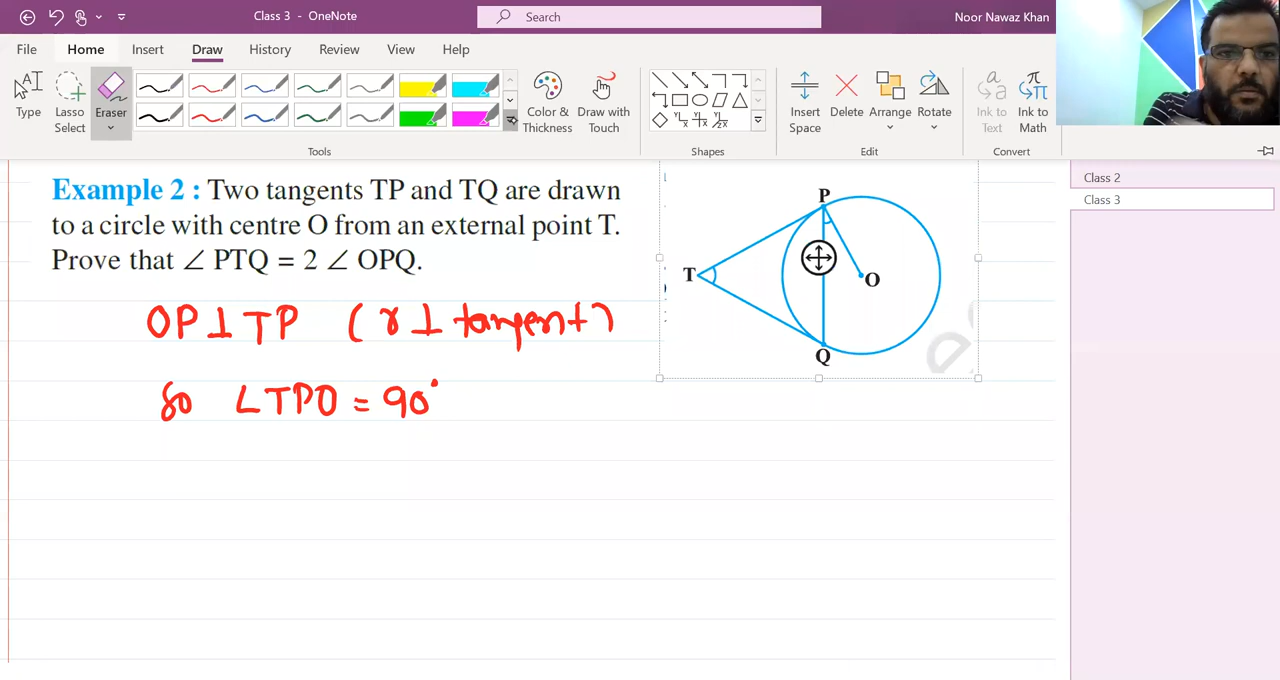 Class 3 - OneNote
Search
Noor Nawaz Khan
File Home Insert Draw History Review View Help
Type
Lasso Select
Eraser
Color & Thickness
Draw with Touch
Insert Space
Delete
Arrange
Rotate
Ink to Text
Ink to Math
Tools
Shapes
Edit
Convert
Class 2
Class 3
Example 2 : Two tangents TP and TQ are drawn
to a circle with centre O from an external point T.
Prove that ∠ PTQ = 2 ∠ OPQ.
OP⊥TP (r⊥ tangent)
so ∠TPO = 90°
P
T
O
Q